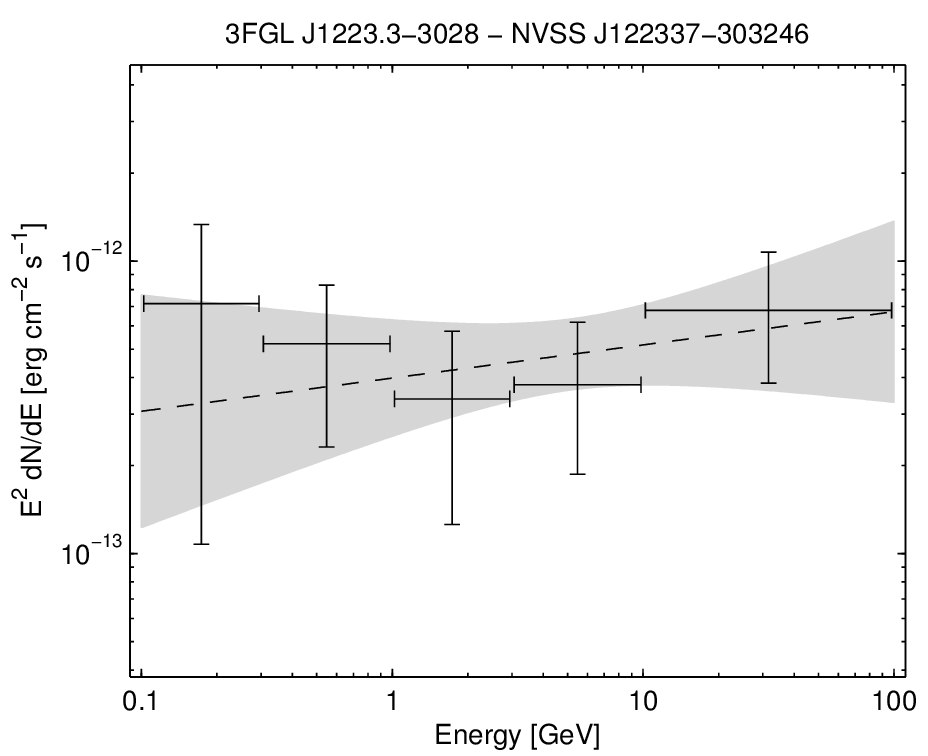 3FGL J1223.3−3028 − NVSS J122337−303246
E² dN/dE [erg cm⁻² s⁻¹]
10⁻¹²
10⁻¹³
0.1 1 10 100
Energy [GeV]